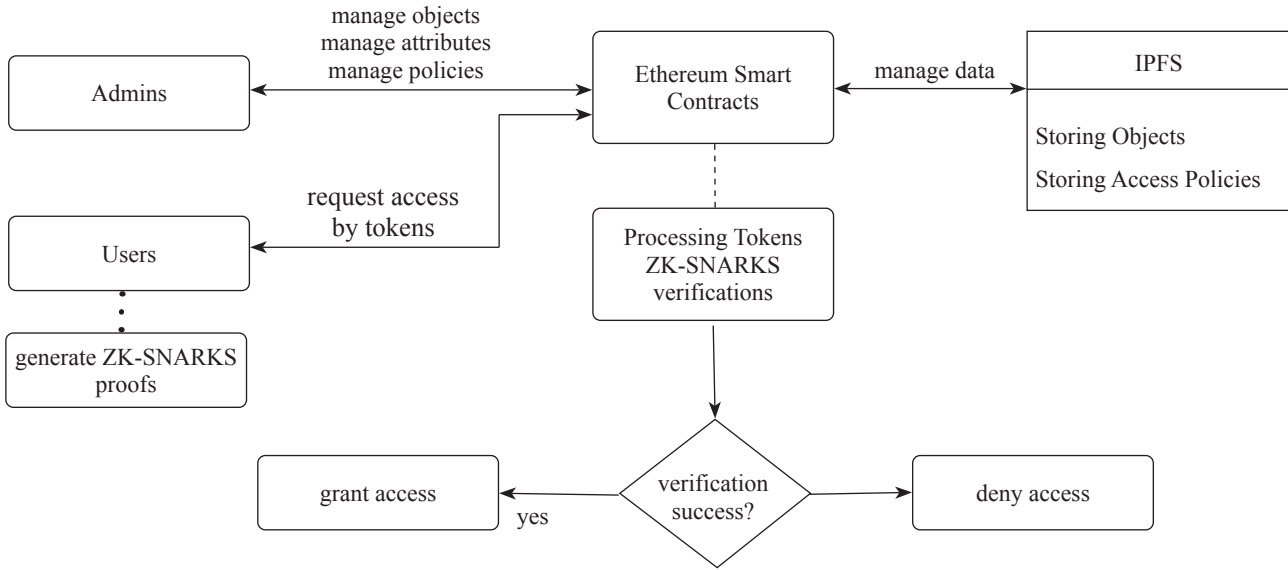 manage objects
manage attributes
manage policies
Admins
Ethereum Smart
Contracts
manage data
IPFS
Storing Objects
Storing Access Policies
request access
by tokens
Users
Processing Tokens
ZK-SNARKS
verifications
generate ZK-SNARKS
proofs
grant access
yes
verification
success?
deny access